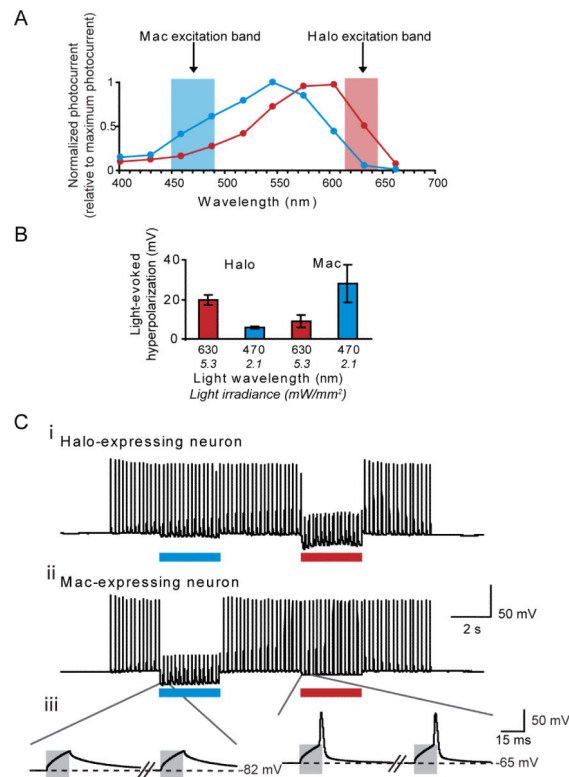 A
Mac excitation band
Halo excitation band
Normalized photocurrent
(relative to maximum photocurrent)
1
0.5
0
400
450
500
550
600
650
700
Wavelength (nm)
B
Light-evoked
hyperpolarization (mV)
40
20
0
Halo
Mac
630 470 630 470
5.3 2.1 5.3 2.1
Light wavelength (nm)
Light irradiance (mW/mm²)
C
i
Halo-expressing neuron
ii
Mac-expressing neuron
50 mV
2 s
iii
50 mV
15 ms
-82 mV
-65 mV